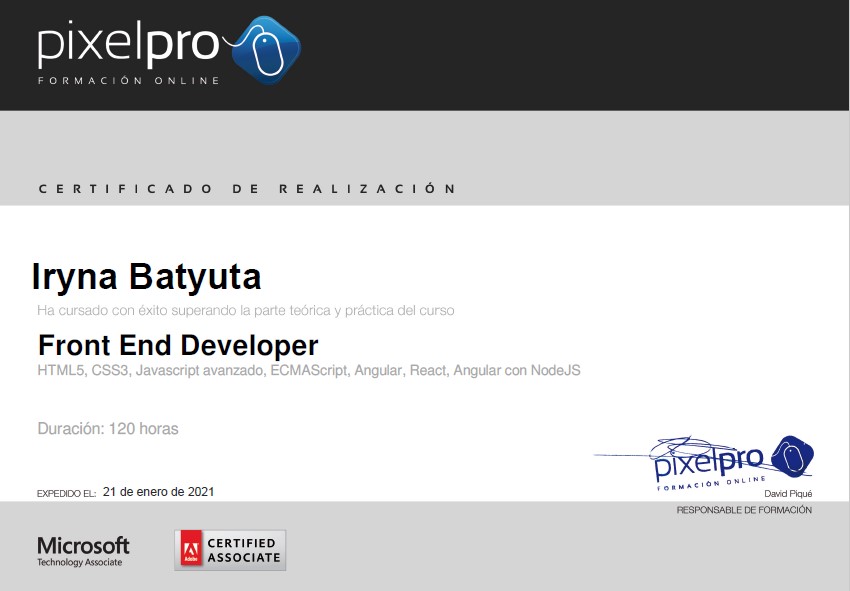 pixelpro
FORMACIÓN ONLINE
CERTIFICADO DE REALIZACIÓN
Iryna Batyuta
Ha cursado con éxito superando la parte teórica y práctica del curso
Front End Developer
HTML5, CSS3, Javascript avanzado, ECMAScript, Angular, React, Angular con NodeJS
Duración: 120 horas
pixelpro
FORMACIÓN ONLINE
EXPEDIDO EL: 21 de enero de 2021
David Piqué
RESPONSABLE DE FORMACIÓN
Microsoft
Technology Associate
Adobe
CERTIFIED
ASSOCIATE